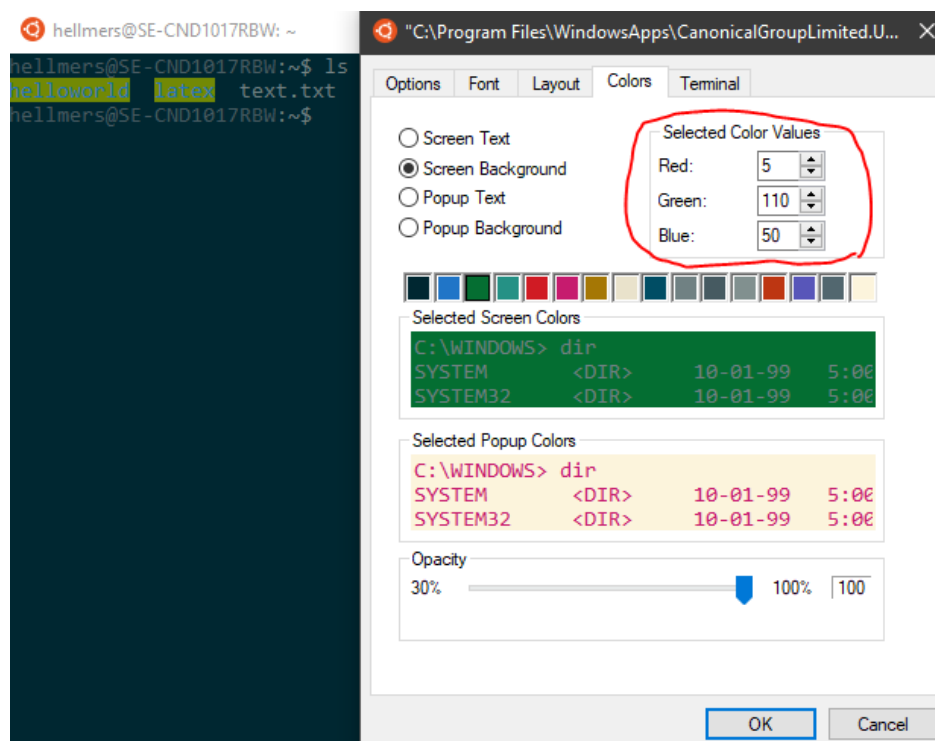 hellmers@SE-CND1017RBW: ~
hellmers@SE-CND1017RBW:~$ ls
helloworld latex text.txt
hellmers@SE-CND1017RBW:~$
"C:\Program Files\WindowsApps\CanonicalGroupLimited.U...
Options Font Layout Colors Terminal
Screen Text
Screen Background
Popup Text
Popup Background
Selected Color Values
Red: 5
Green: 110
Blue: 50
Selected Screen Colors
C:\WINDOWS> dir
SYSTEM <DIR> 10-01-99 5:00
SYSTEM32 <DIR> 10-01-99 5:00
Selected Popup Colors
C:\WINDOWS> dir
SYSTEM <DIR> 10-01-99 5:00
SYSTEM32 <DIR> 10-01-99 5:00
Opacity
30% 100% 100
OK Cancel